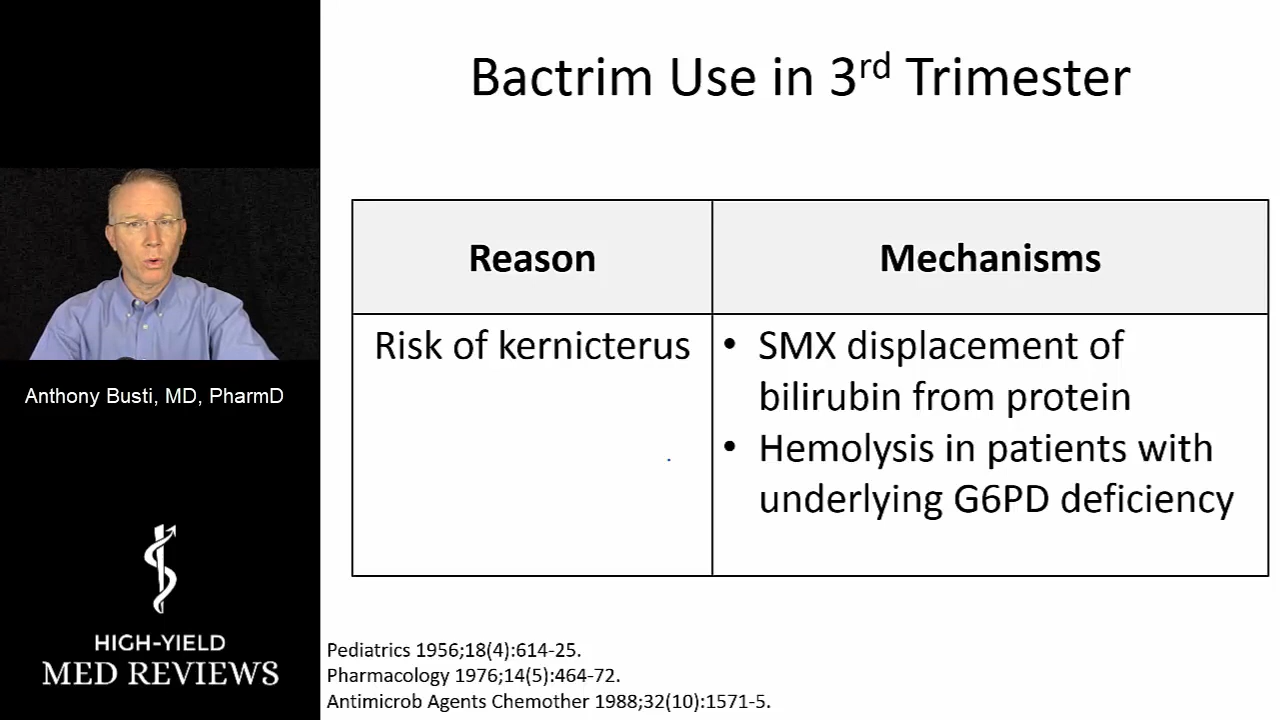 Bactrim Use in 3rd Trimester
Reason
Mechanisms
Risk of kernicterus
• SMX displacement of
bilirubin from protein
• Hemolysis in patients with
underlying G6PD deficiency
Anthony Busti, MD, PharmD
HIGH-YIELD
MED REVIEWS
Pediatrics 1956;18(4):614-25.
Pharmacology 1976;14(5):464-72.
Antimicrob Agents Chemother 1988;32(10):1571-5.